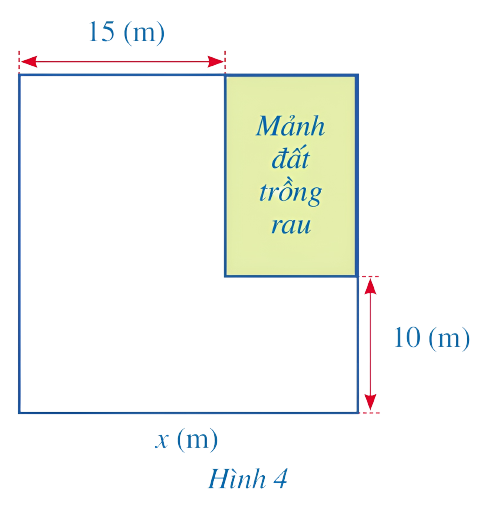 15 (m)
Mảnh
đất
trồng
rau
10 (m)
x (m)
Hình 4